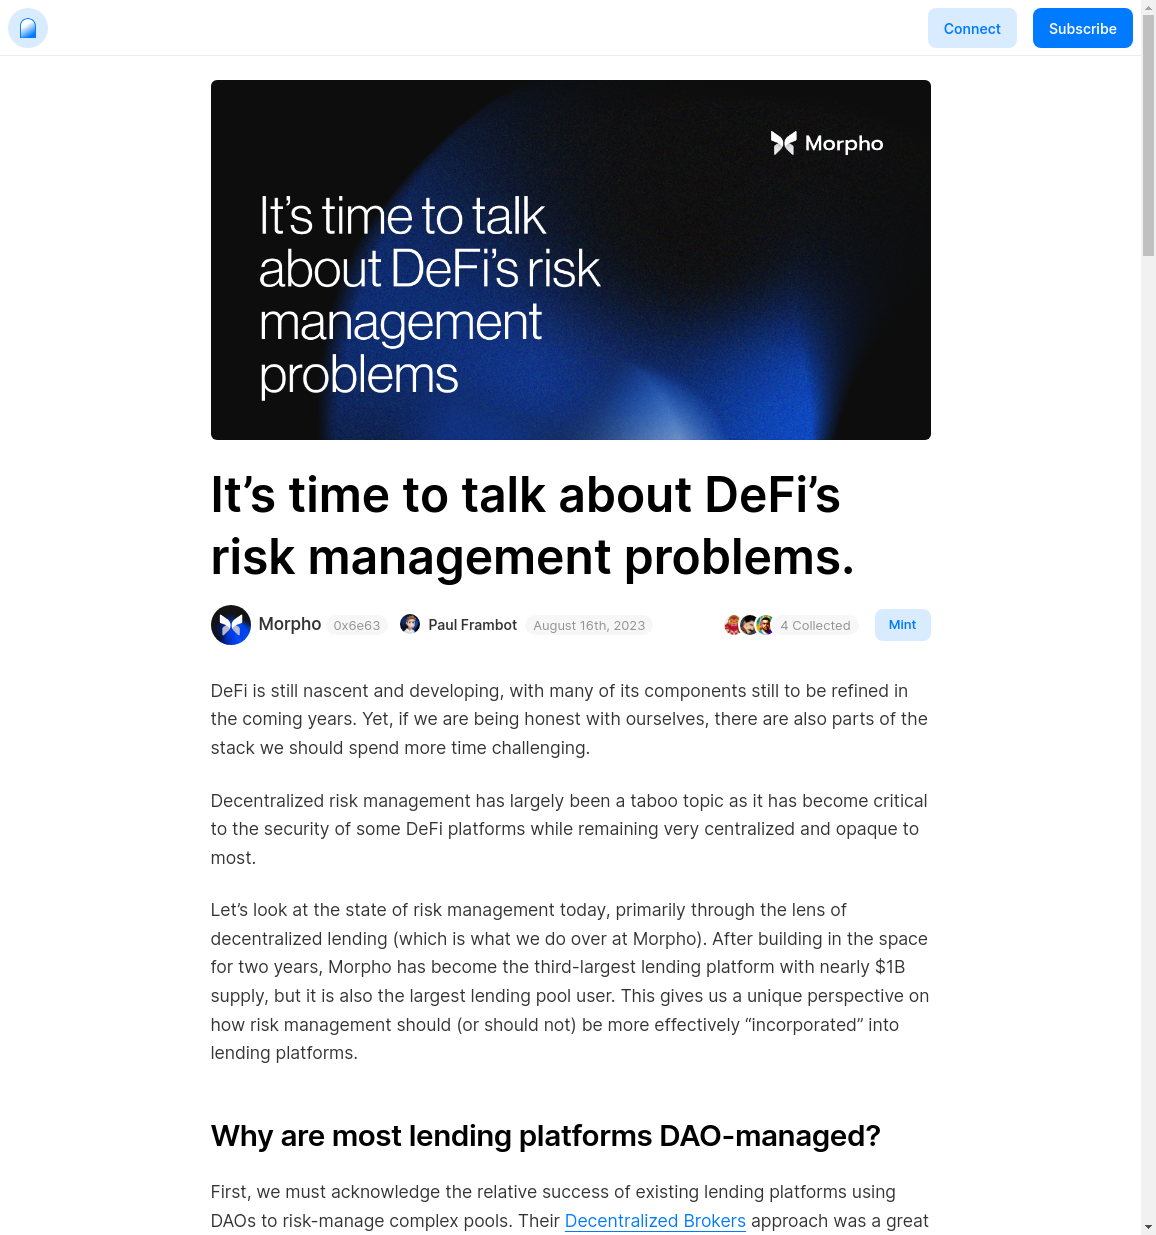 Connect
Subscribe
Morpho
It’s time to talk
about DeFi’s risk
management
problems
It’s time to talk about DeFi’s
risk management problems.
Morpho 0x6e63 Paul Frambot August 16th, 2023 4 Collected Mint
DeFi is still nascent and developing, with many of its components still to be refined in
the coming years. Yet, if we are being honest with ourselves, there are also parts of the
stack we should spend more time challenging.
Decentralized risk management has largely been a taboo topic as it has become critical
to the security of some DeFi platforms while remaining very centralized and opaque to
most.
Let’s look at the state of risk management today, primarily through the lens of
decentralized lending (which is what we do over at Morpho). After building in the space
for two years, Morpho has become the third-largest lending platform with nearly $1B
supply, but it is also the largest lending pool user. This gives us a unique perspective on
how risk management should (or should not) be more effectively “incorporated” into
lending platforms.
Why are most lending platforms DAO-managed?
First, we must acknowledge the relative success of existing lending platforms using
DAOs to risk-manage complex pools. Their Decentralized Brokers approach was a great